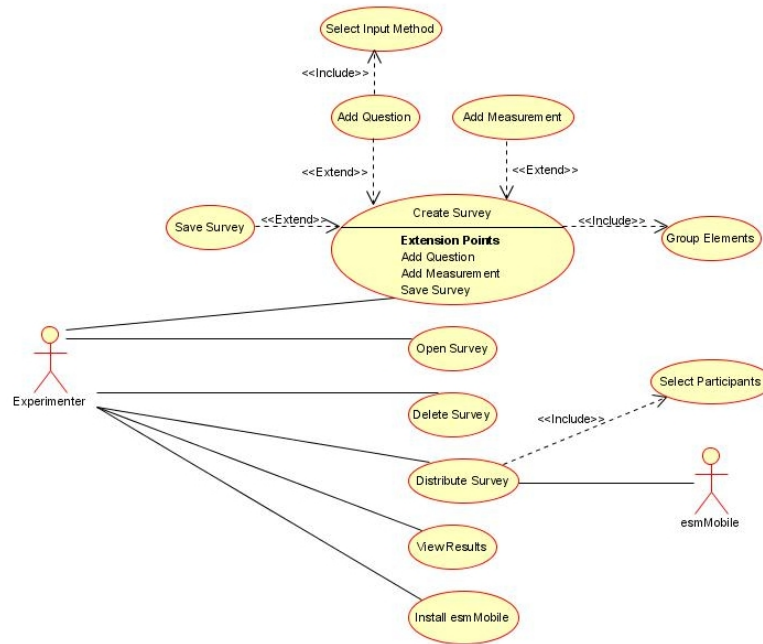 Select Input Method
<<Include>>
Add Question
Add Measurement
<<Extend>>
<<Extend>>
Save Survey
<<Extend>>
Create Survey
<<Include>>
Group Elements
Extension Points
Add Question
Add Measurement
Save Survey
Open Survey
Experimenter
Select Participants
Delete Survey
<<Include>>
Distribute Survey
esmMobile
View Results
Install esmMobile